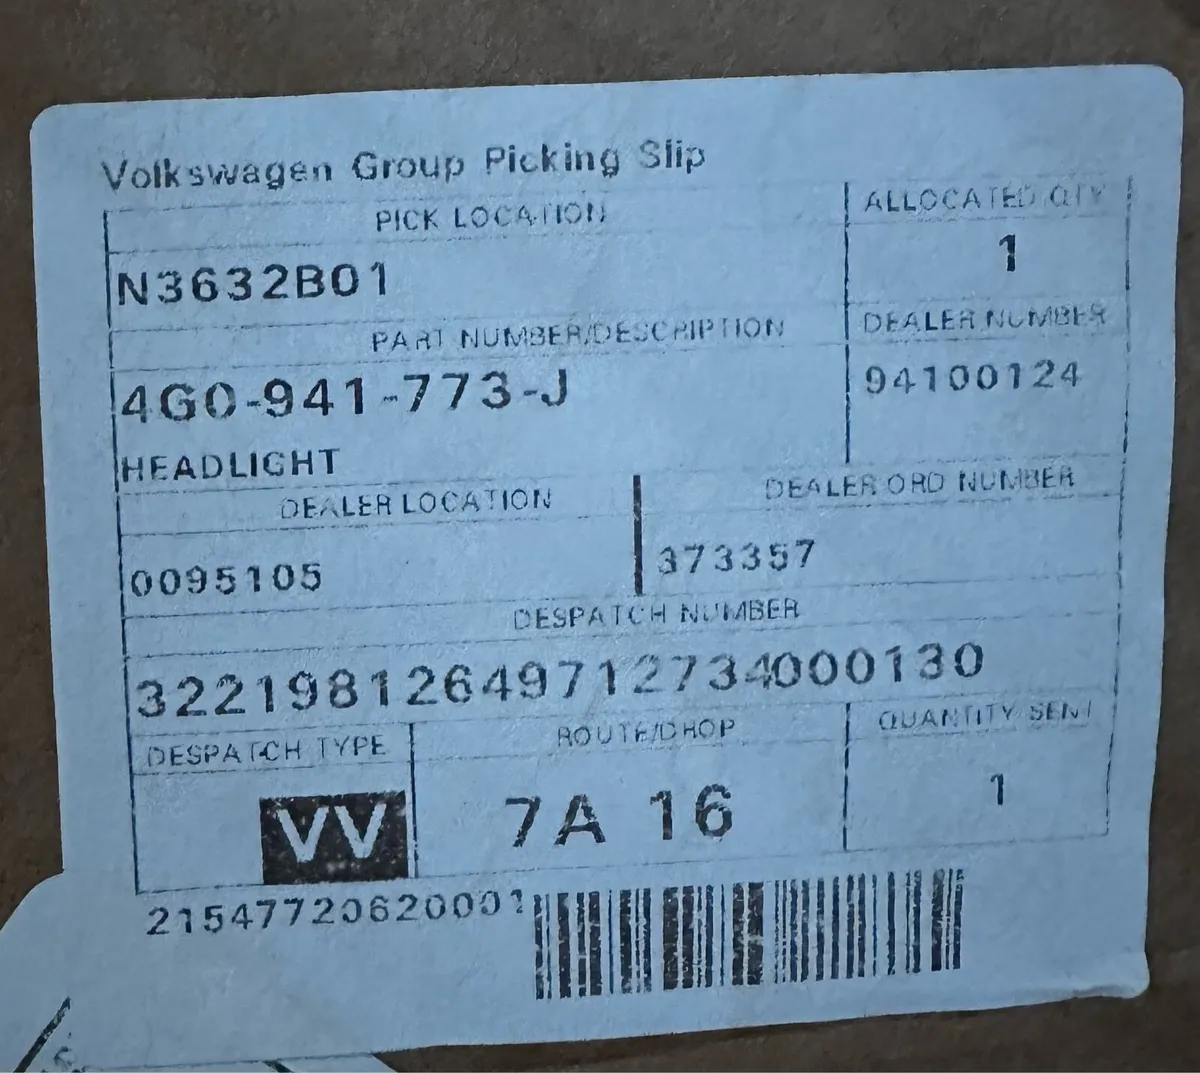 Volkswagen Group Picking Slip
PICK LOCATION
ALLOCATED QTY
N3632B01
1
PART NUMBER/DESCRIPTION
DEALER NUMBER
4G0-941-773-J
94100124
HEADLIGHT
DEALER LOCATION
DEALER ORD NUMBER
0095105
373357
DESPATCH NUMBER
32219812649712734000130
DESPATCH TYPE
ROUTE/DROP
QUANTITY SENT
VV
7A 16
1
21547720620001